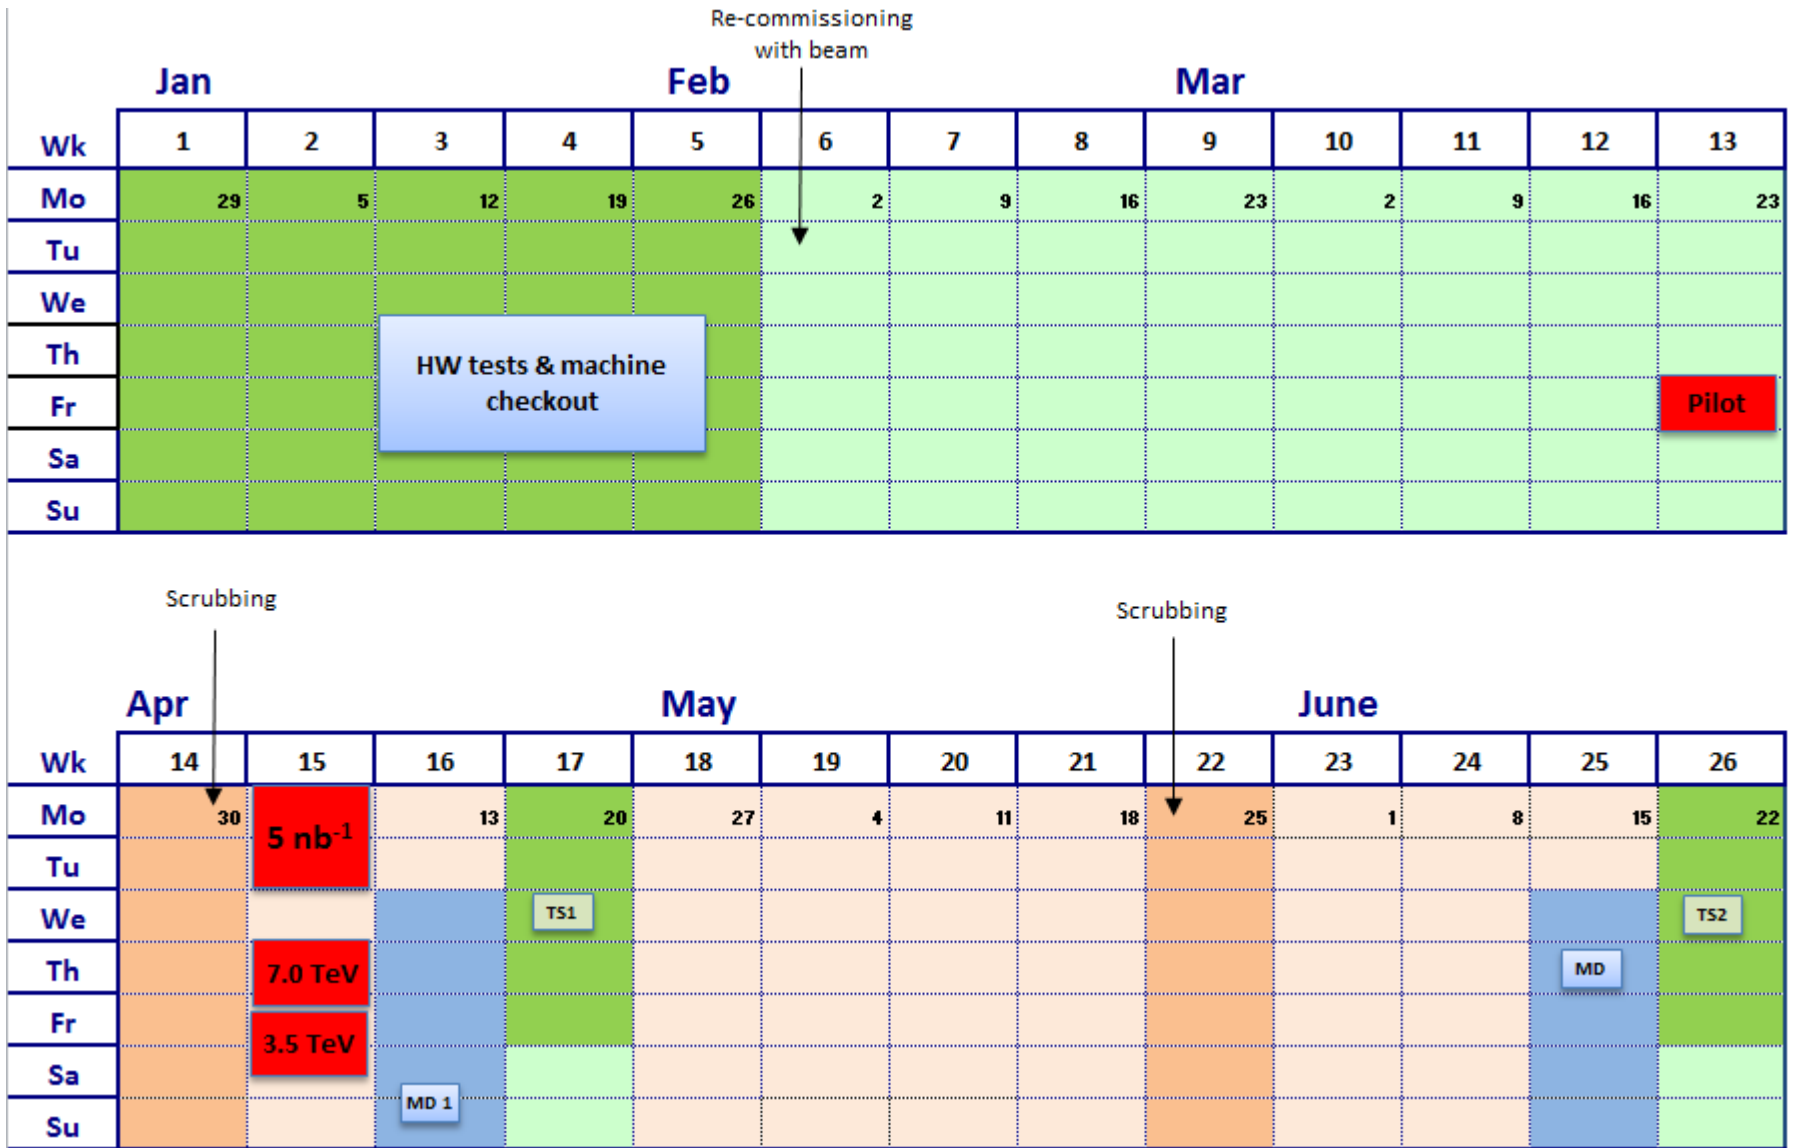 Re-commissioning
with beam
Jan Feb Mar
Wk 1 2 3 4 5 6 7 8 9 10 11 12 13
Mo 29 5 12 19 26 2 9 16 23 2 9 16 23
Tu
We
Th
HW tests & machine
checkout
Fr Pilot
Sa
Su
Scrubbing Scrubbing
Apr May June
Wk 14 15 16 17 18 19 20 21 22 23 24 25 26
Mo 30 13 20 27 4 11 18 25 1 8 15 22
5 nb-1
Tu
We TS1 TS2
Th 7.0 TeV MD
Fr
3.5 TeV
Sa
MD 1
Su